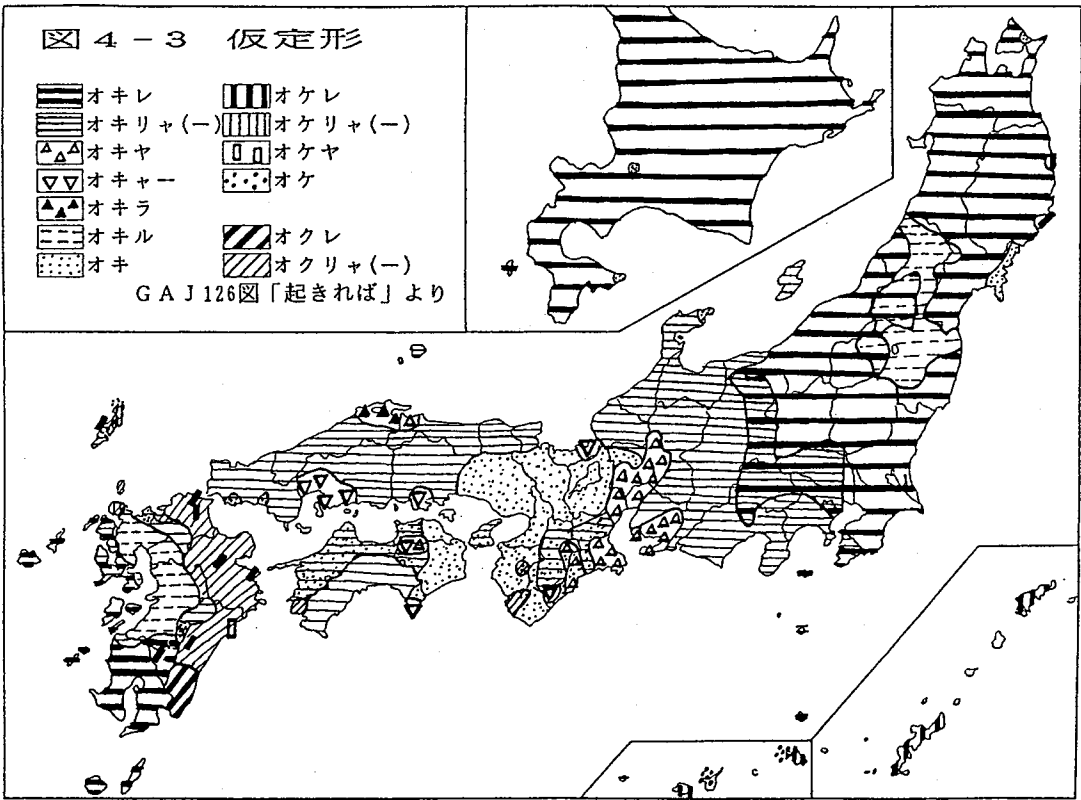 図4-3 仮定形
オキレ
オキリャ(ー)
オキヤ
オキャー
オキラ
オキル
オキ
オケレ
オケリャ(ー)
オケヤ
オケ
オクレ
オクリャ(ー)
GAJ126図「起きれば」より